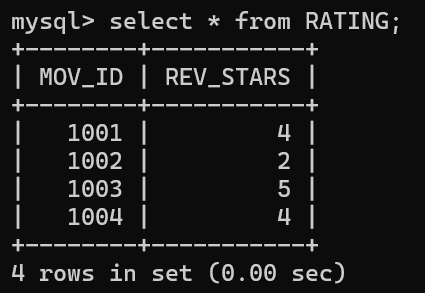 mysql> select * from RATING;
+--------+-----------+
| MOV_ID | REV_STARS |
+--------+-----------+
|   1001 |         4 |
|   1002 |         2 |
|   1003 |         5 |
|   1004 |         4 |
+--------+-----------+
4 rows in set (0.00 sec)